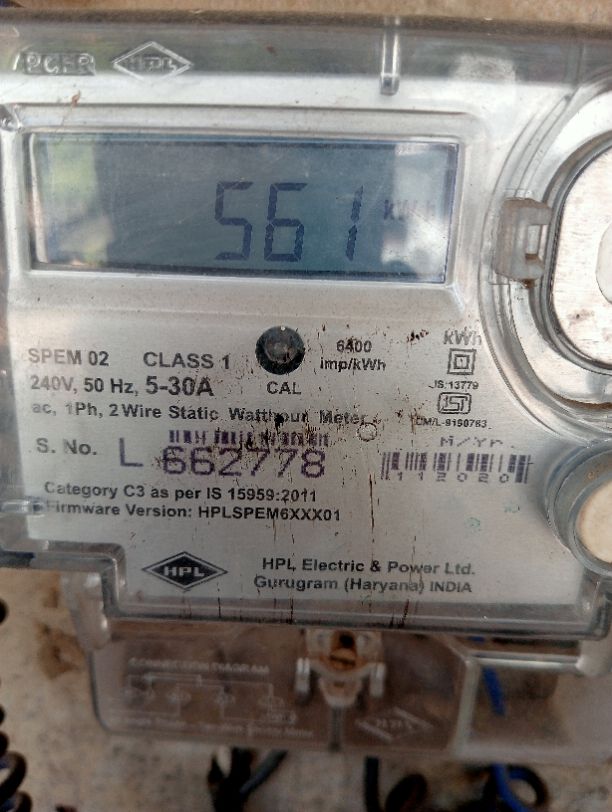 HPL
561 kWh
SPEM 02 CLASS 1 6400 imp/kWh kWh
240V, 50 Hz, 5-30A CAL IS:13779
ac, 1Ph, 2 Wire Static Watthour Meter
M/Yr
S. No. L 662778 112020
Category C3 as per IS 15959:2011
Firmware Version: HPLSPEM6XXX01
HPL HPL Electric & Power Ltd.
Gurugram (Haryana) INDIA
CONNECTION DIAGRAM